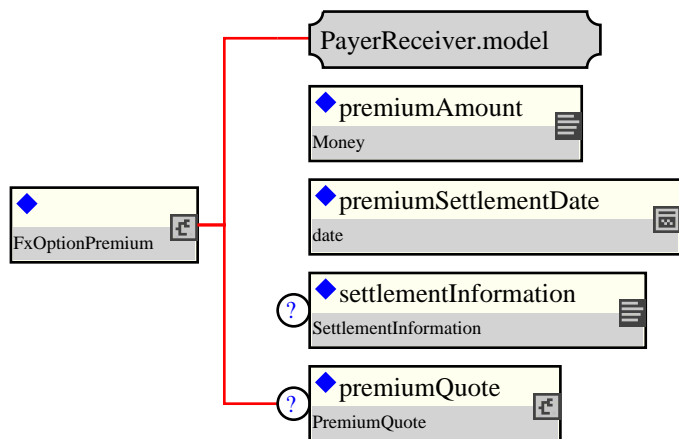 PayerReceiver.model
premiumAmount
Money
FxOptionPremium
premiumSettlementDate
date
?
settlementInformation
SettlementInformation
?
premiumQuote
PremiumQuote